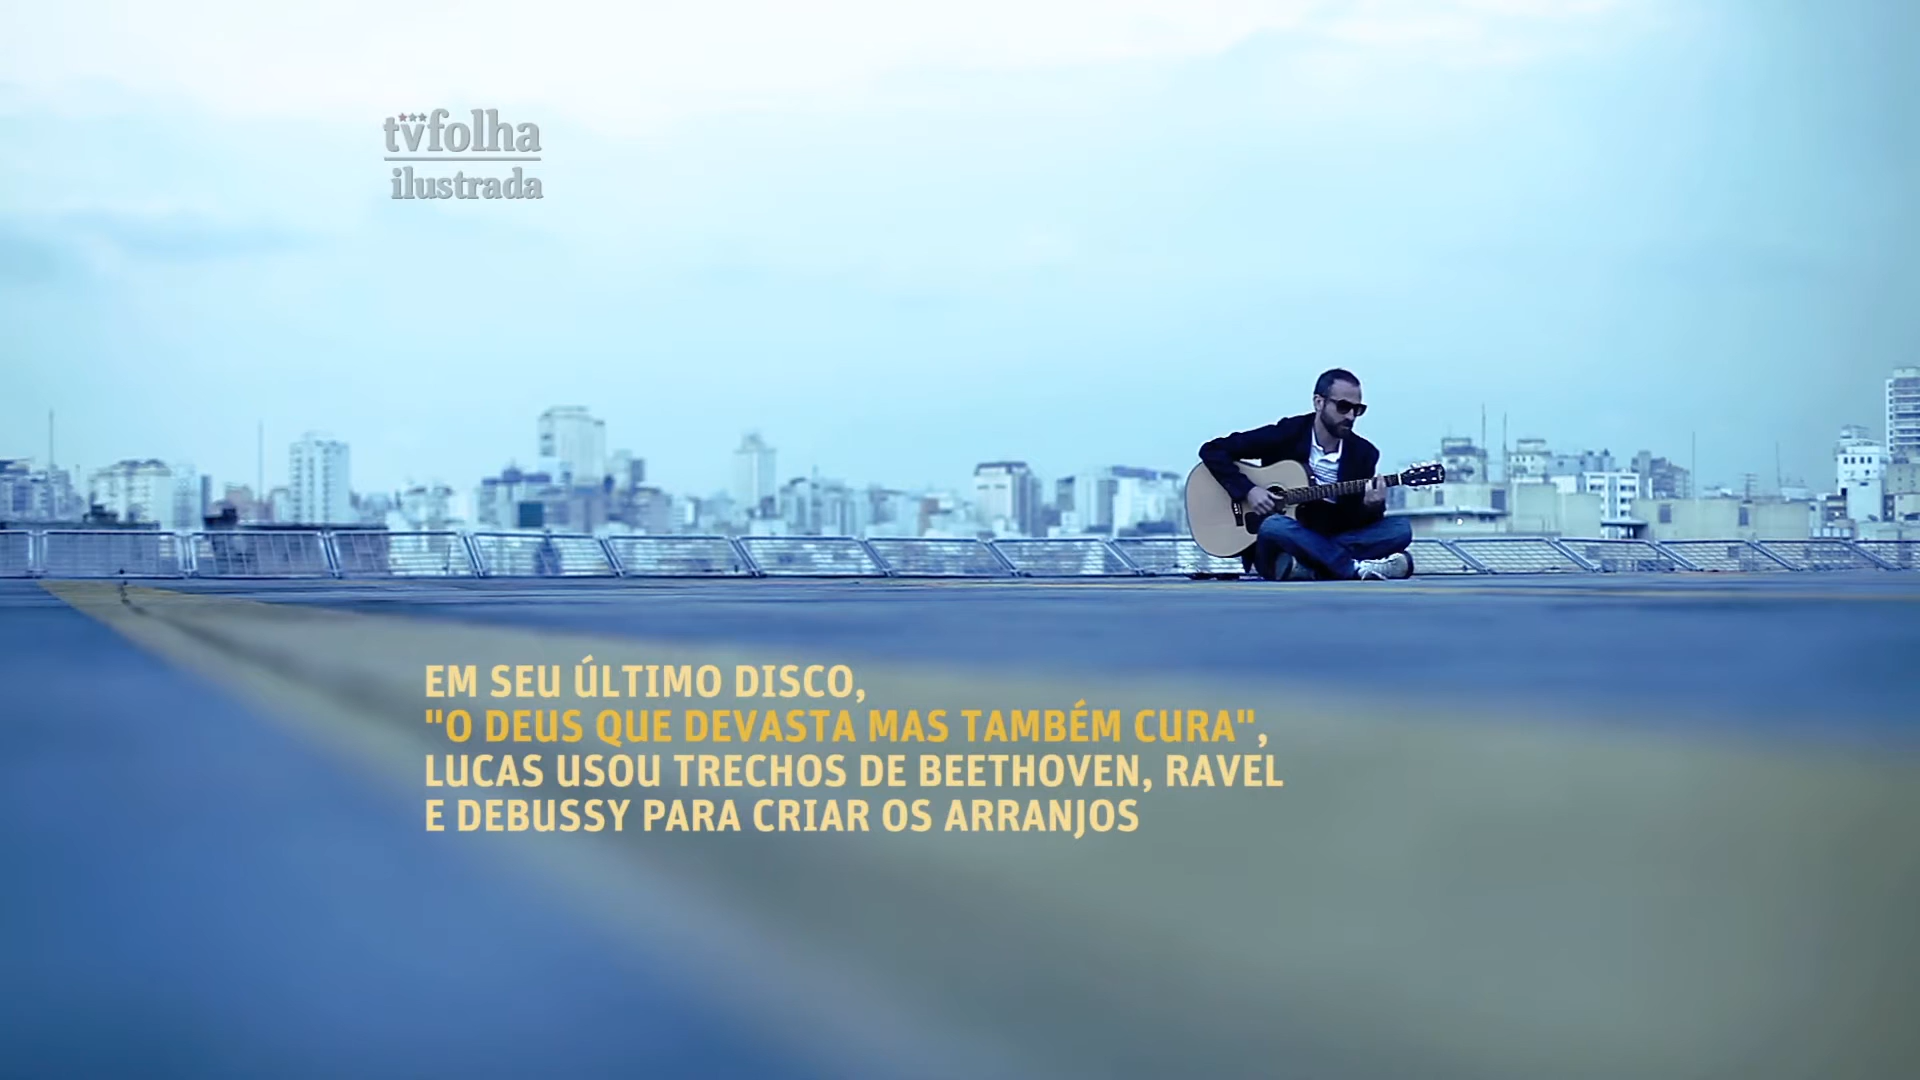 tvfolha
ilustrada
EM SEU ÚLTIMO DISCO,
"O DEUS QUE DEVASTA MAS TAMBÉM CURA",
LUCAS USOU TRECHOS DE BEETHOVEN, RAVEL
E DEBUSSY PARA CRIAR OS ARRANJOS